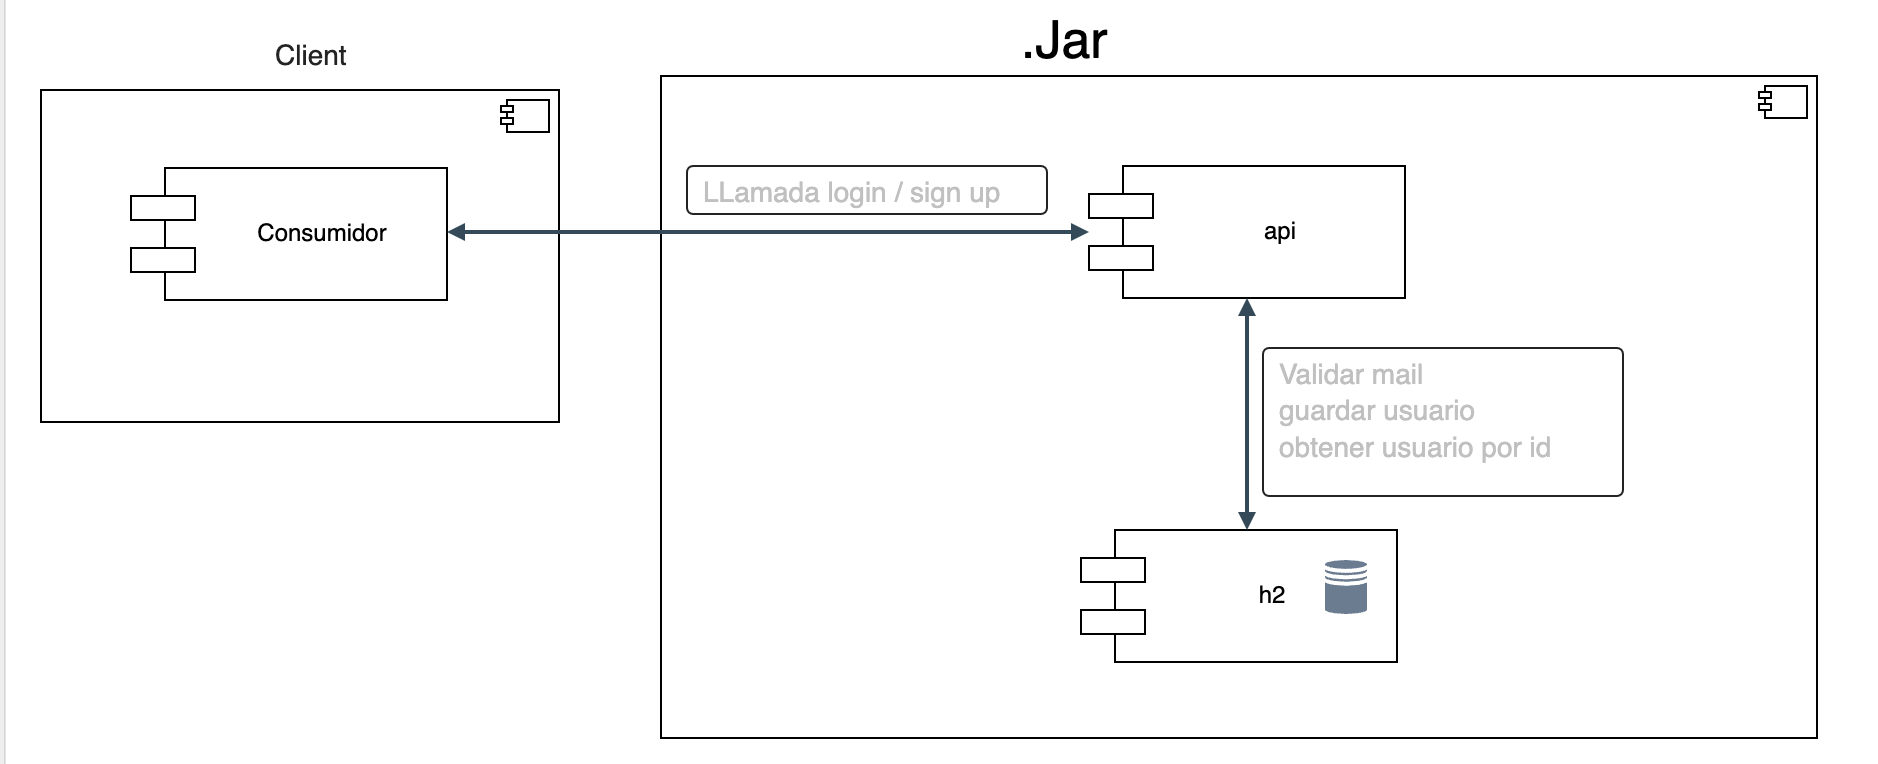 Client
.Jar
LLamada login / sign up
Consumidor
api
Validar mail
guardar usuario
obtener usuario por id
h2